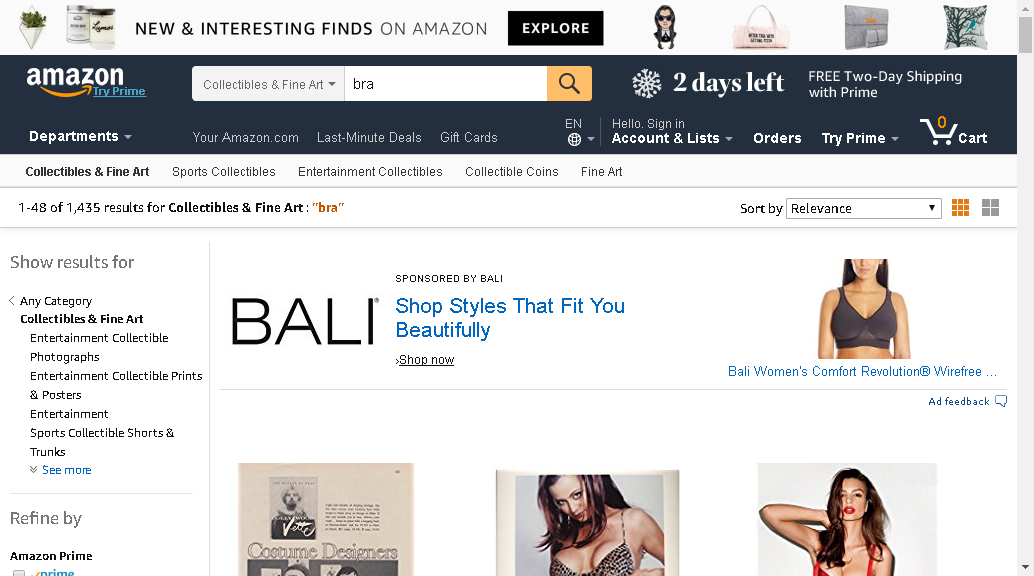 NEW & INTERESTING FINDS ON AMAZON
EXPLORE
amazon
Try Prime
Collectibles & Fine Art
bra
2 days left
FREE Two-Day Shipping
with Prime
Departments
Your Amazon.com
Last-Minute Deals
Gift Cards
EN
Hello. Sign in
Account & Lists
Orders
Try Prime
0
Cart
Collectibles & Fine Art
Sports Collectibles
Entertainment Collectibles
Collectible Coins
Fine Art
1-48 of 1,435 results for Collectibles & Fine Art : "bra"
Sort by
Relevance
Show results for
Any Category
Collectibles & Fine Art
Entertainment Collectible
Photographs
Entertainment Collectible Prints
& Posters
Entertainment
Sports Collectible Shorts &
Trunks
See more
Refine by
Amazon Prime
prime
SPONSORED BY BALI
BALI®
Shop Styles That Fit You
Beautifully
›Shop now
Bali Women's Comfort Revolution® Wirefree ...
Ad feedback
Costume Designers